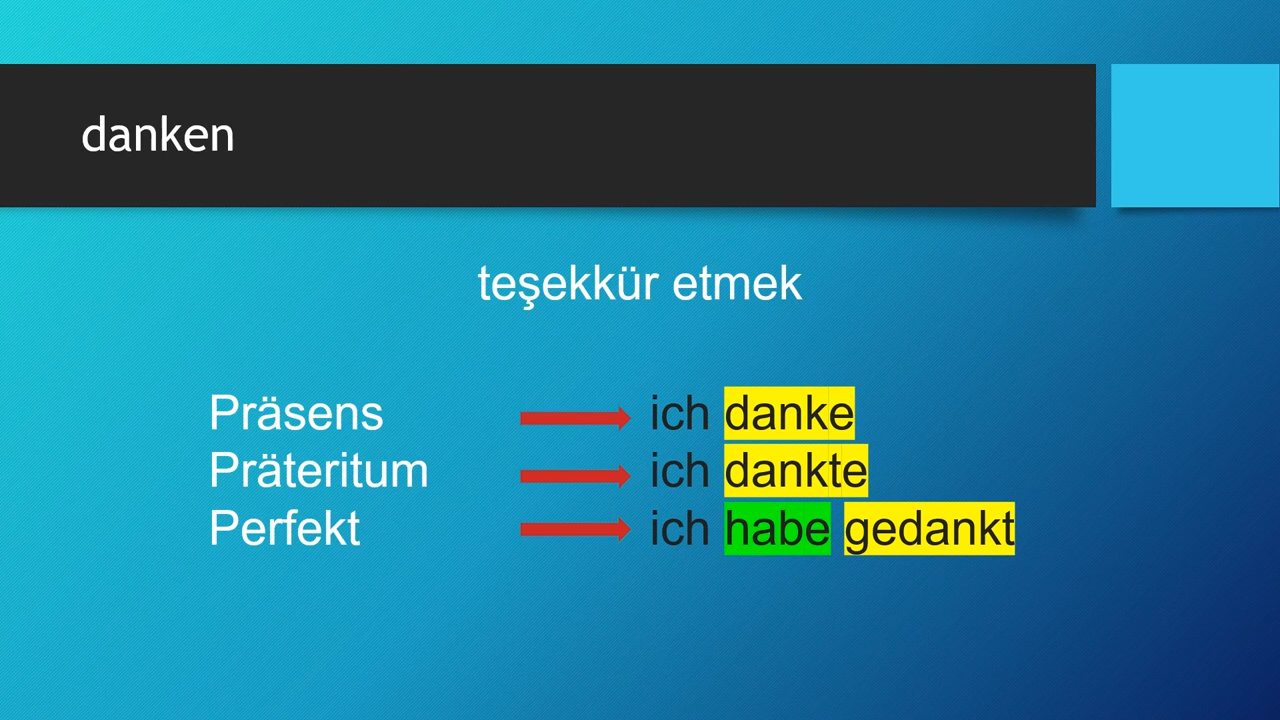 danken
teşekkür etmek
Präsens ich danke
Präteritum ich dankte
Perfekt ich habe gedankt